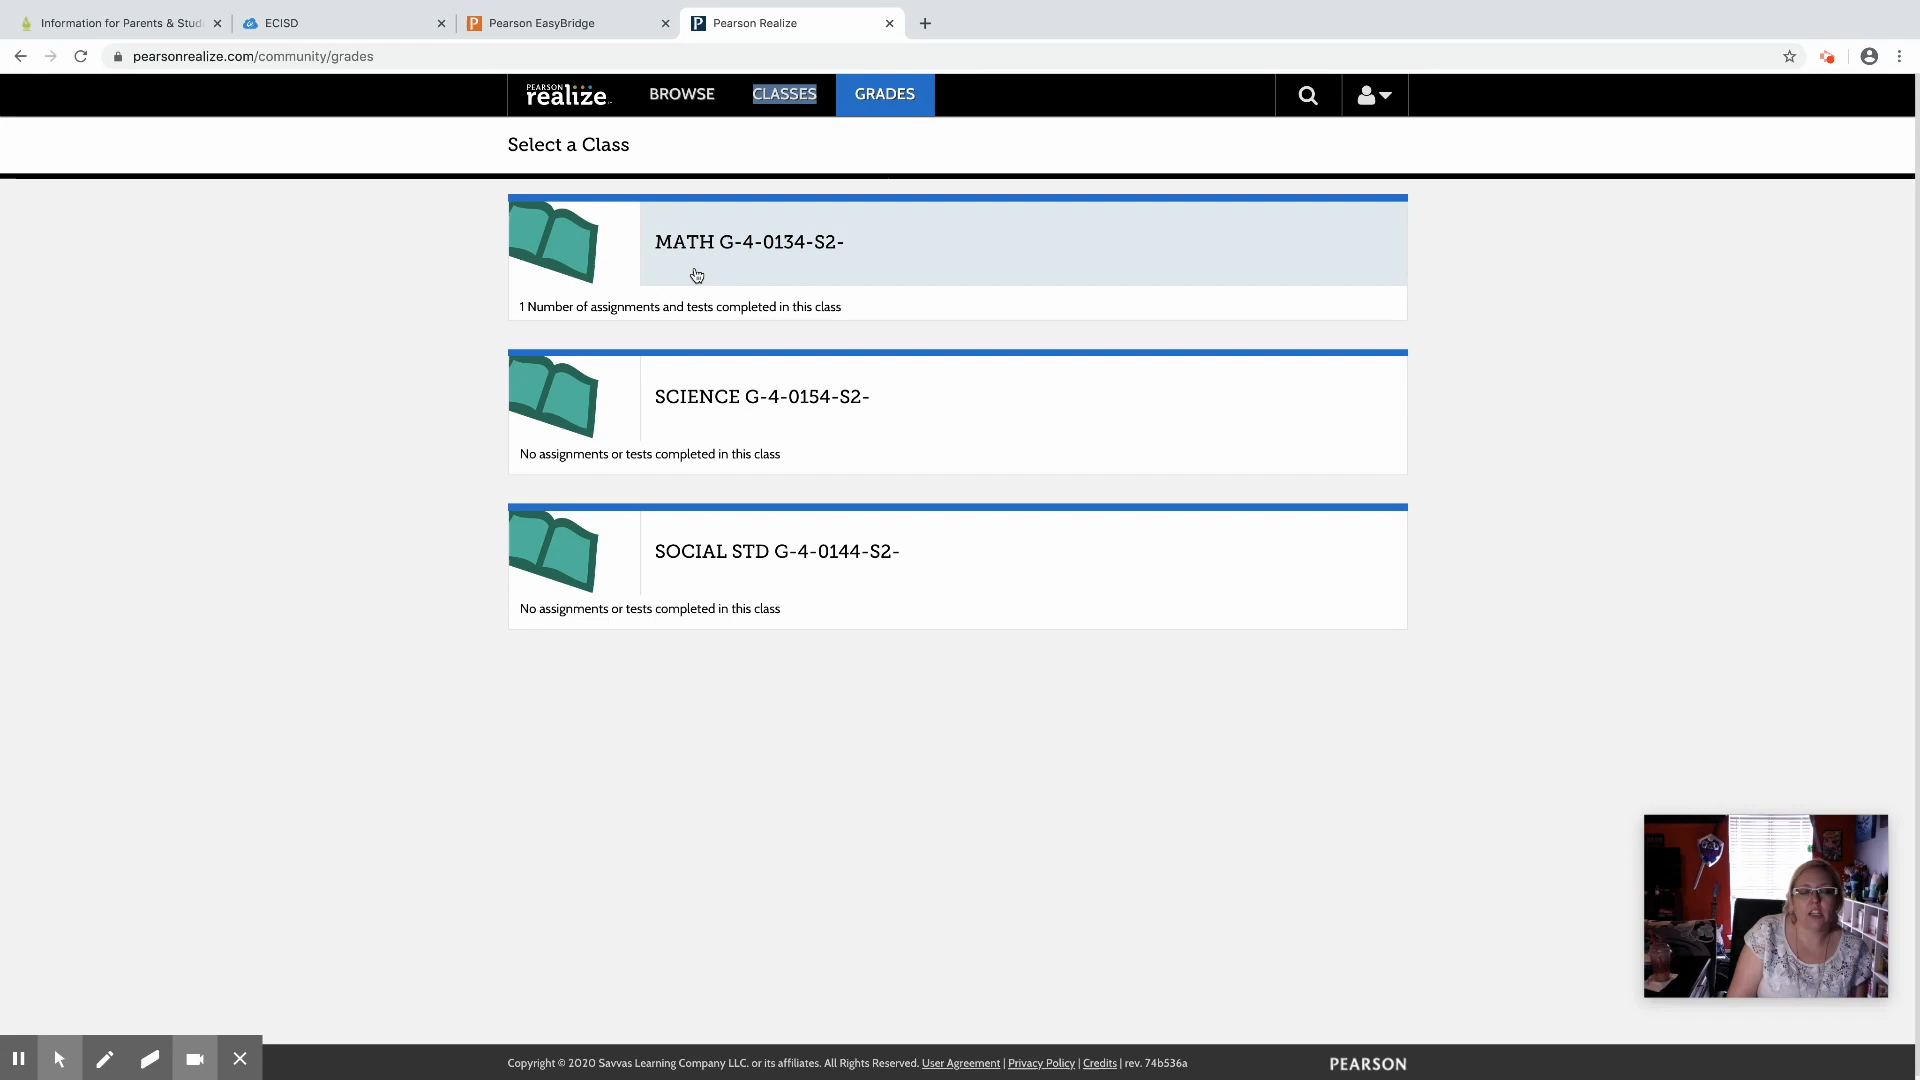 Information for Parents & Stud
ECISD
Pearson EasyBridge
Pearson Realize
pearsonrealize.com/community/grades
PEARSON realize BROWSE CLASSES GRADES
Select a Class
MATH G-4-0134-S2-
1 Number of assignments and tests completed in this class
SCIENCE G-4-0154-S2-
No assignments or tests completed in this class
SOCIAL STD G-4-0144-S2-
No assignments or tests completed in this class
Copyright © 2020 Savvas Learning Company LLC. or its affiliates. All Rights Reserved. User Agreement | Privacy Policy | Credits | rev. 74b536a
PEARSON